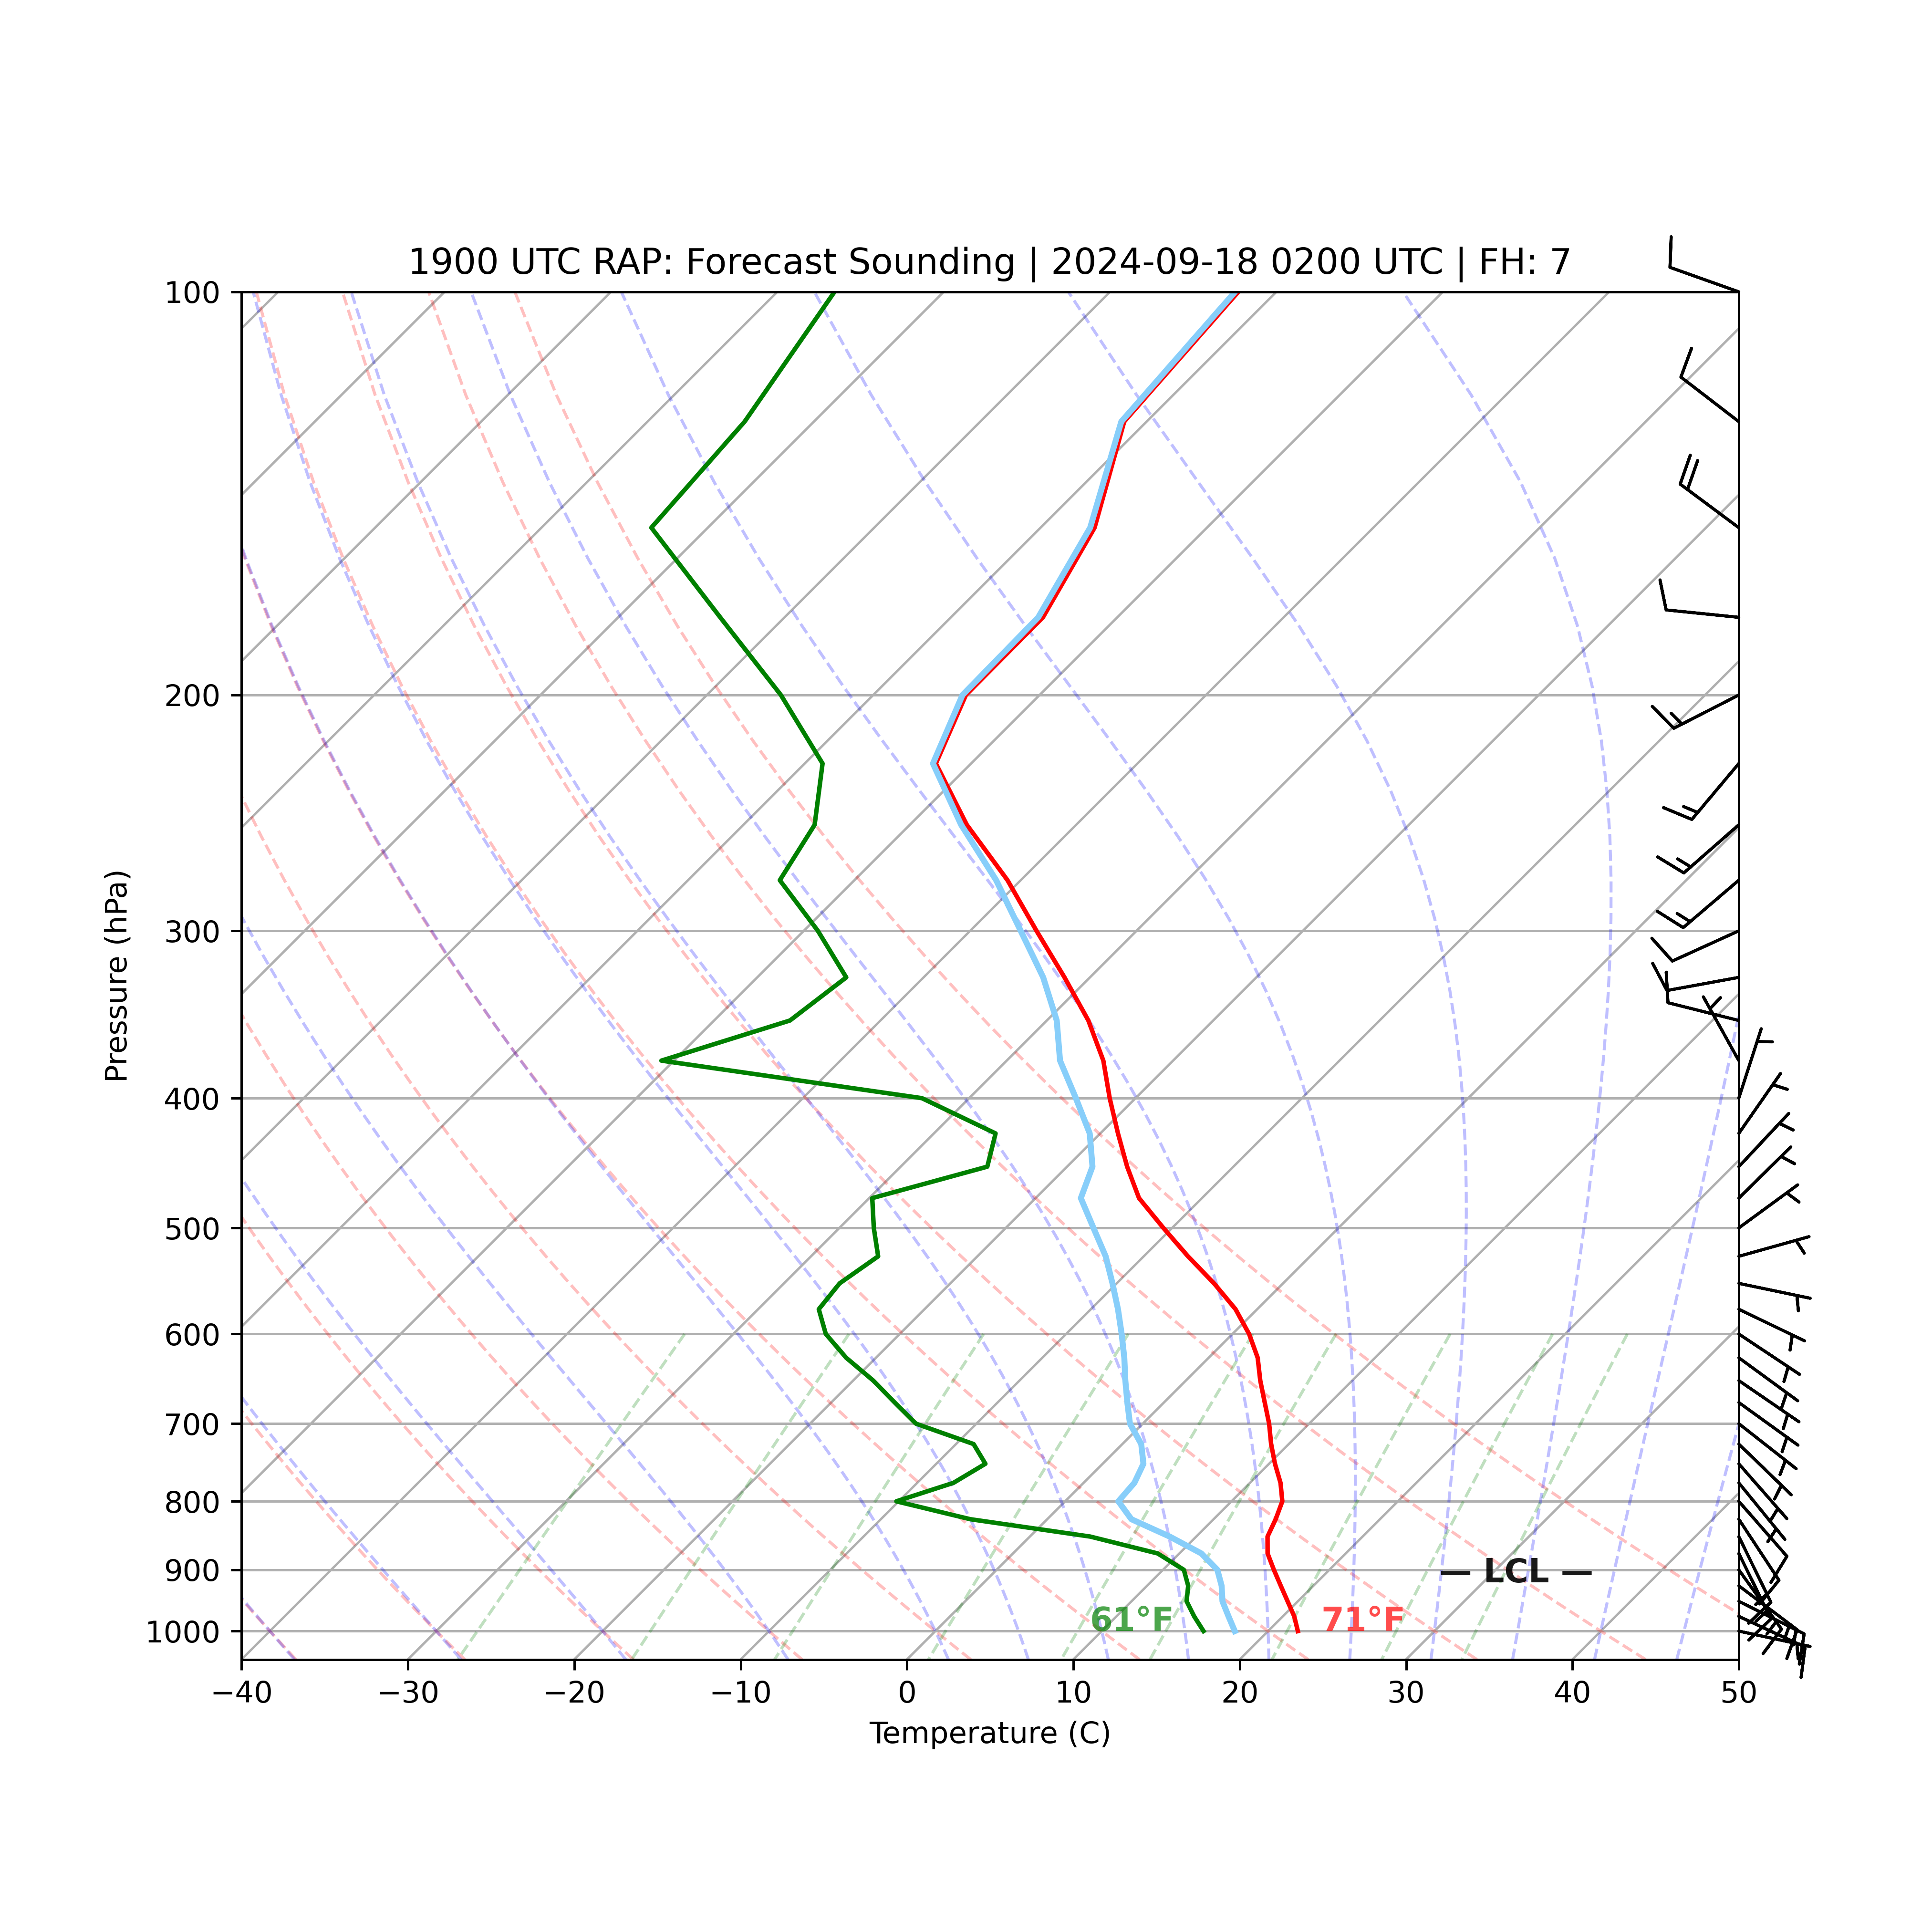 1900 UTC RAP: Forecast Sounding | 2024-09-18 0200 UTC | FH: 7
100
200
300
400
500
600
700
800
900
1000
Pressure (hPa)
— LCL —
61°F
71°F
−40 −30 −20 −10 0 10 20 30 40 50
Temperature (C)